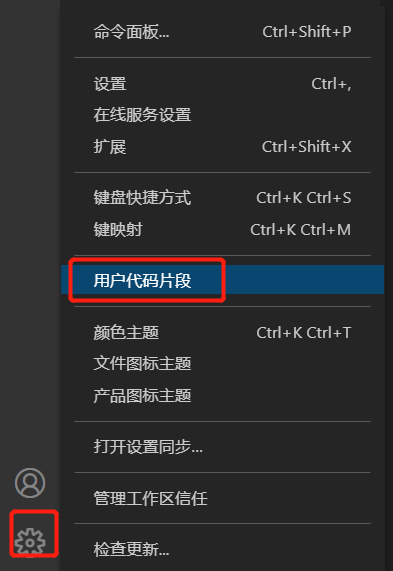 命令面板... Ctrl+Shift+P
设置 Ctrl+,
在线服务设置
扩展 Ctrl+Shift+X
键盘快捷方式 Ctrl+K Ctrl+S
键映射 Ctrl+K Ctrl+M
用户代码片段
颜色主题 Ctrl+K Ctrl+T
文件图标主题
产品图标主题
打开设置同步...
管理工作区信任
检查更新...